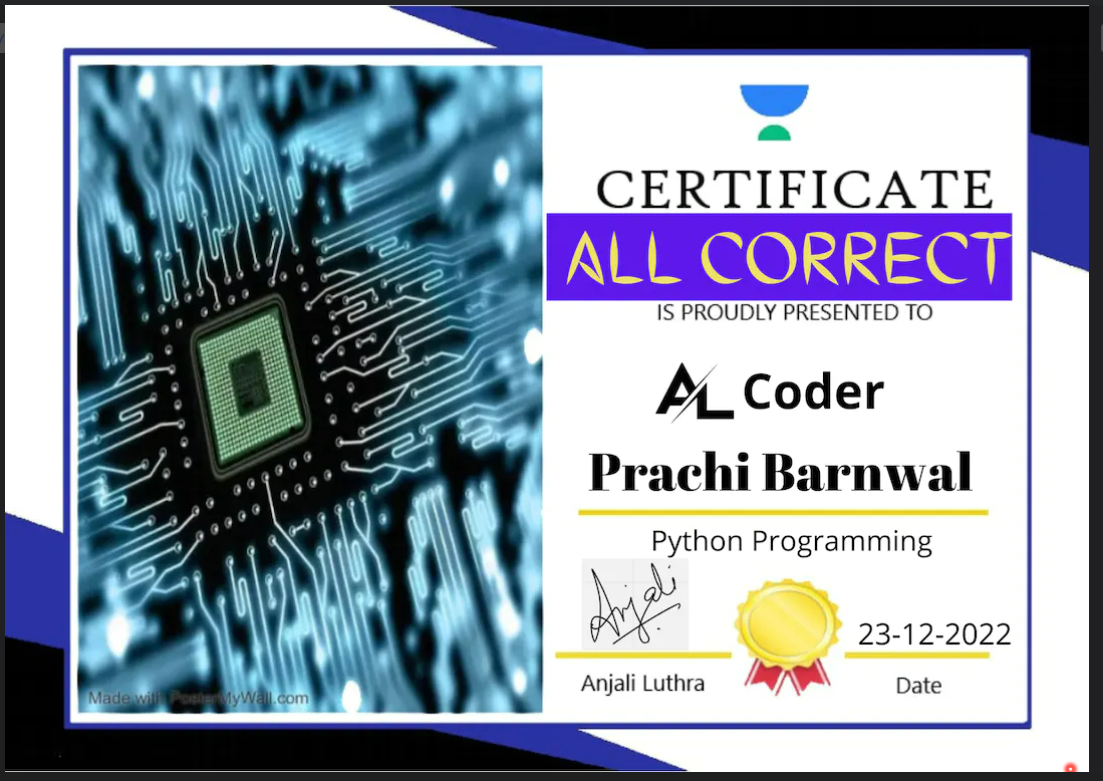 CERTIFICATE
ALL CORRECT
IS PROUDLY PRESENTED TO
AL Coder
Prachi Barnwal
Python Programming
Anjali
23-12-2022
Anjali Luthra
Date
Made with PosterMyWall.com